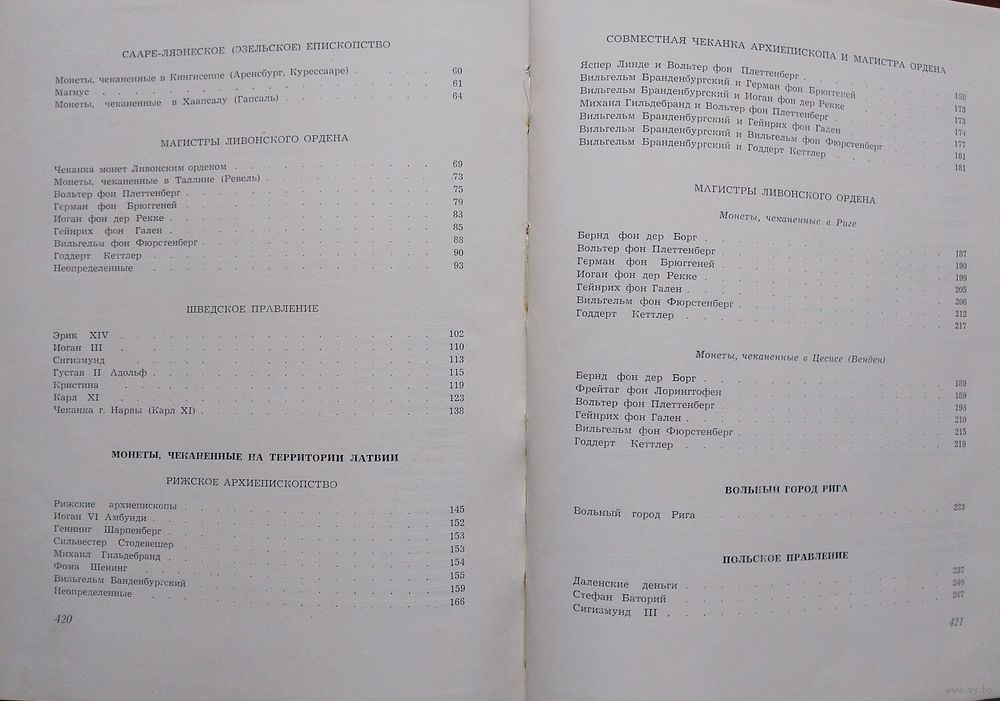 СААРЕ-ЛЯЭНЕСКОЕ (ЭЗЕЛЬСКОЕ) ЕПИСКОПСТВО
Монеты, чеканенные в Кингисеппе (Аренсбург, Курессааре) . 60
Магнус . . . . . . . . . . . 61
Монеты, чеканенные в Хаапсалу (Гапсаль) . . . . . . 64
МАГИСТРЫ ЛИВОНСКОГО ОРДЕНА
Чеканка монет Ливонским орденом . . . . . . 69
Монеты, чеканенные в Таллине (Ревель) . . . . . . 73
Вольтер фон Плеттенберг . . . . . . . . 75
Герман фон Брюггеней . . . . . . . . 79
Иоган фон дер Рекке . . . . . . . . 83
Гейнрих фон Гален . . . . . . . . 85
Вильгельм фон Фюрстенберг . . . . . . . . 88
Годдерт Кеттлер . . . . . . . . 90
Неопределенные . . . . . . . . 93
ШВЕДСКОЕ ПРАВЛЕНИЕ
Эрик XIV . . . . . . . . 102
Иоган III . . . . . . . . 110
Сигизмунд . . . . . . . . 113
Густав II Адольф . . . . . . . . 115
Кристина . . . . . . . . 119
Карл XI . . . . . . . . 123
Чеканка г. Нарвы (Карл XI) . . . . . . . . 138
МОНЕТЫ, ЧЕКАНЕННЫЕ НА ТЕРРИТОРИИ ЛАТВИИ
РИЖСКОЕ АРХИЕПИСКОПСТВО
Рижские архиепископы . . . . . . . . 145
Иоган VI Амбунди . . . . . . . . 152
Геннинг Шарпенберг . . . . . . . . 153
Сильвестер Стодевешер . . . . . . . . 153
Михаил Гильдебранд . . . . . . . . 154
Фома Шенинг . . . . . . . . 155
Вильгельм Банденбургский . . . . . . . . 159
Неопределенные . . . . . . . . 166
420
СОВМЕСТНАЯ ЧЕКАНКА АРХИЕПИСКОПА И МАГИСТРА ОРДЕНА
Яспер Линде и Вольтер фон Плеттенберг . . . . 169
Вильгельм Бранденбургский и Герман фон Брюггеней . . . . 173
Вильгельм Бранденбургский и Иоган фон дер Рекке . . . . 173
Михаил Гильдебранд и Вольтер фон Плеттенберг . . . . 174
Вильгельм Бранденбургский и Гейнрих фон Гален . . . . 177
Вильгельм Бранденбургский и Вильгельм фон Фюрстенберг . . . . 181
Вильгельм Бранденбургский и Годдерт Кеттлер . . . . 181
МАГИСТРЫ ЛИВОНСКОГО ОРДЕНА
Монеты, чеканенные в Риге
Бернд фон дер Борг . . . . . . . . 187
Вольтер фон Плеттенберг . . . . . . . . 190
Герман фон Брюггеней . . . . . . . . 199
Иоган фон дер Рекке . . . . . . . . 205
Гейнрих фон Гален . . . . . . . . 206
Вильгельм фон Фюрстенберг . . . . . . . . 212
Годдерт Кеттлер . . . . . . . . 217
Монеты, чеканенные в Цесисе (Венден)
Бернд фон дер Борг . . . . . . . . 189
Фрейтаг фон Лоринггофен . . . . . . . . 189
Вольтер фон Плеттенберг . . . . . . . . 193
Гейнрих фон Гален . . . . . . . . 210
Вильгельм фон Фюрстенберг . . . . . . . . 215
Годдерт Кеттлер . . . . . . . . 219
ВОЛЬНЫЙ ГОРОД РИГА
Вольный город Рига . . . . . . . . 223
ПОЛЬСКОЕ ПРАВЛЕНИЕ
Даленские деньги . . . . . . . . 237
Стефан Баторий . . . . . . . . 240
Сигизмунд III . . . . . . . . 247
421
www.ay.by